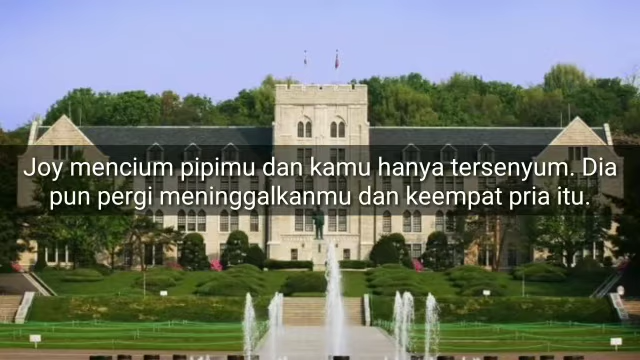 Joy mencium pipimu dan kamu hanya tersenyum. Dia
pun pergi meninggalkanmu dan keempat pria itu.